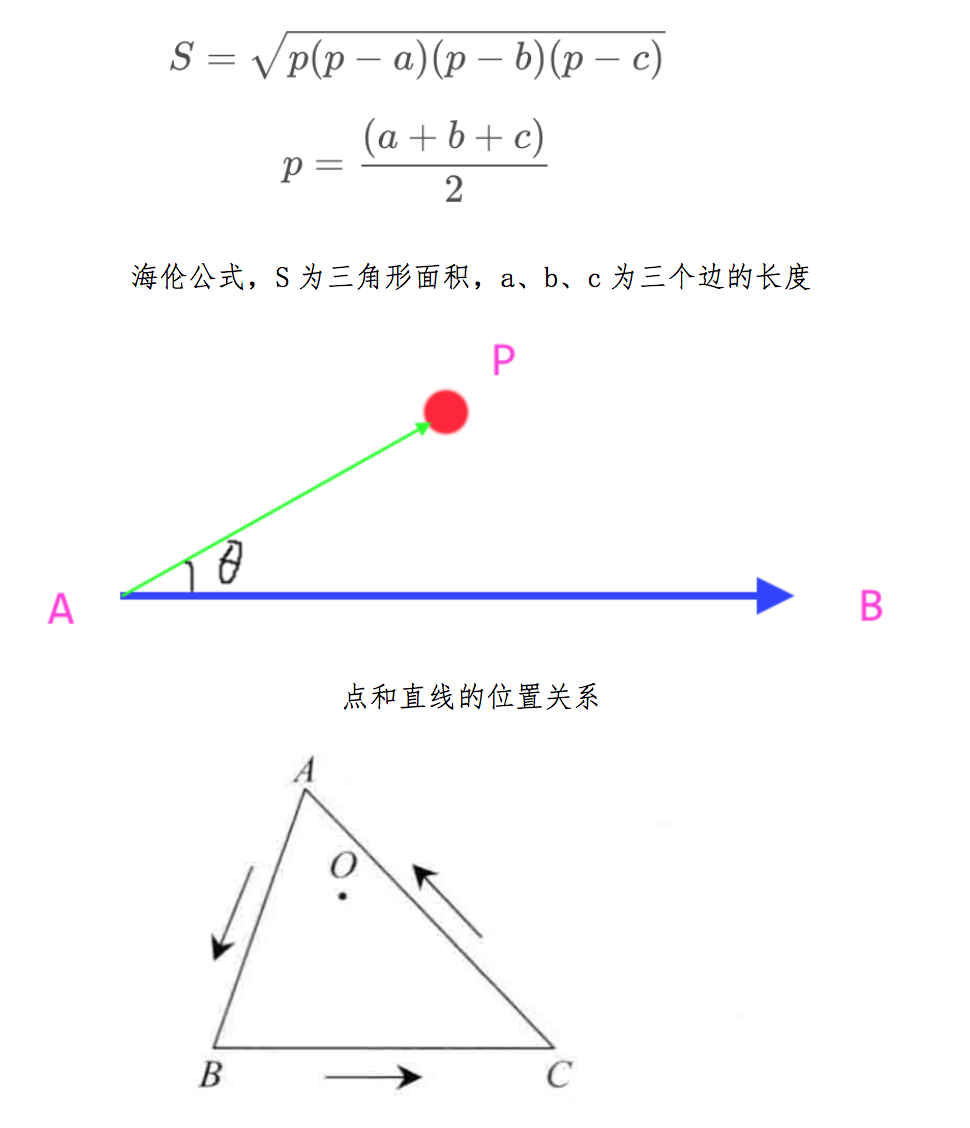 S = √p(p − a)(p − b)(p − c)
p = (a + b + c) / 2
海伦公式，S 为三角形面积，a、b、c 为三个边的长度
P
θ
A
B
点和直线的位置关系
A
O
B
C